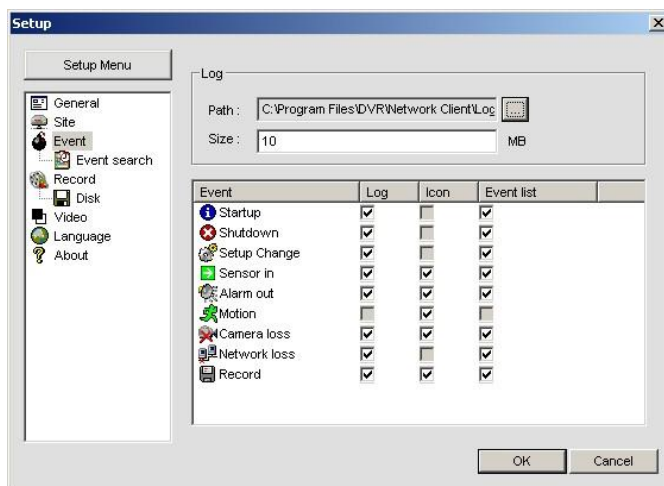 Setup
Setup Menu
General
Site
Event
Event search
Record
Disk
Video
Language
About
Log
Path : C:\Program Files\DVR\Network Client\Log ...
Size : 10 MB
Event Log Icon Event list
Startup
Shutdown
Setup Change
Sensor in
Alarm out
Motion
Camera loss
Network loss
Record
OK Cancel